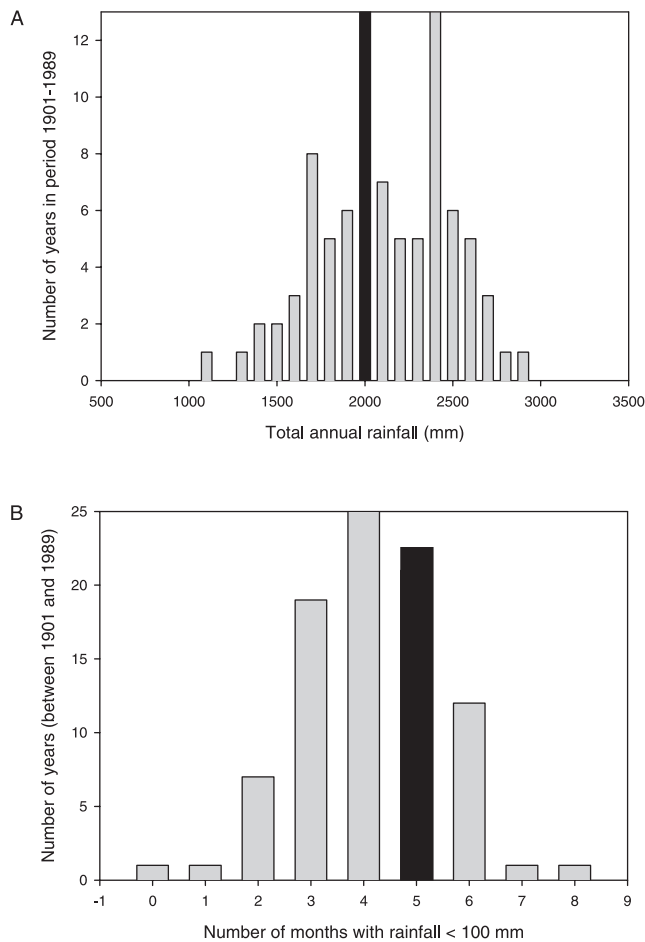 A
Number of years in period 1901-1989
12
10
8
6
4
2
0
500 1000 1500 2000 2500 3000 3500
Total annual rainfall (mm)
B
Number of years (between 1901 and 1989)
25
20
15
10
5
0
-1 0 1 2 3 4 5 6 7 8 9
Number of months with rainfall < 100 mm